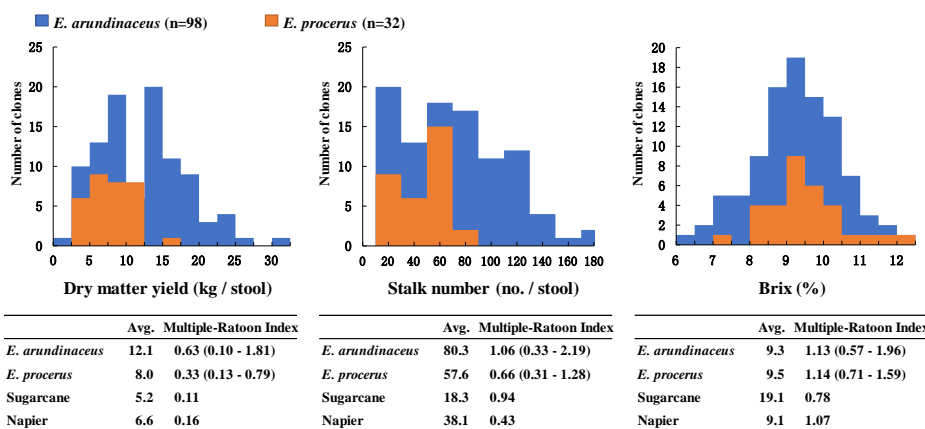 E. arundinaceus (n=98)
E. procerus (n=32)
Number of clones
25
20
15
10
5
0
0 5 10 15 20 25 30
Dry matter yield (kg / stool)
Number of clones
25
20
15
10
5
0
0 20 40 60 80 100 120 140 160 180
Stalk number (no. / stool)
Number of clones
20
18
16
14
12
10
8
6
4
2
0
6 7 8 9 10 11 12
Brix (%)
Avg. Multiple-Ratoon Index
E. arundinaceus 12.1 0.63 (0.10 - 1.81)
E. procerus 8.0 0.33 (0.13 - 0.79)
Sugarcane 5.2 0.11
Napier 6.6 0.16
Avg. Multiple-Ratoon Index
E. arundinaceus 80.3 1.06 (0.33 - 2.19)
E. procerus 57.6 0.66 (0.31 - 1.28)
Sugarcane 18.3 0.94
Napier 38.1 0.43
Avg. Multiple-Ratoon Index
E. arundinaceus 9.3 1.13 (0.57 - 1.96)
E. procerus 9.5 1.14 (0.71 - 1.59)
Sugarcane 19.1 0.78
Napier 9.1 1.07